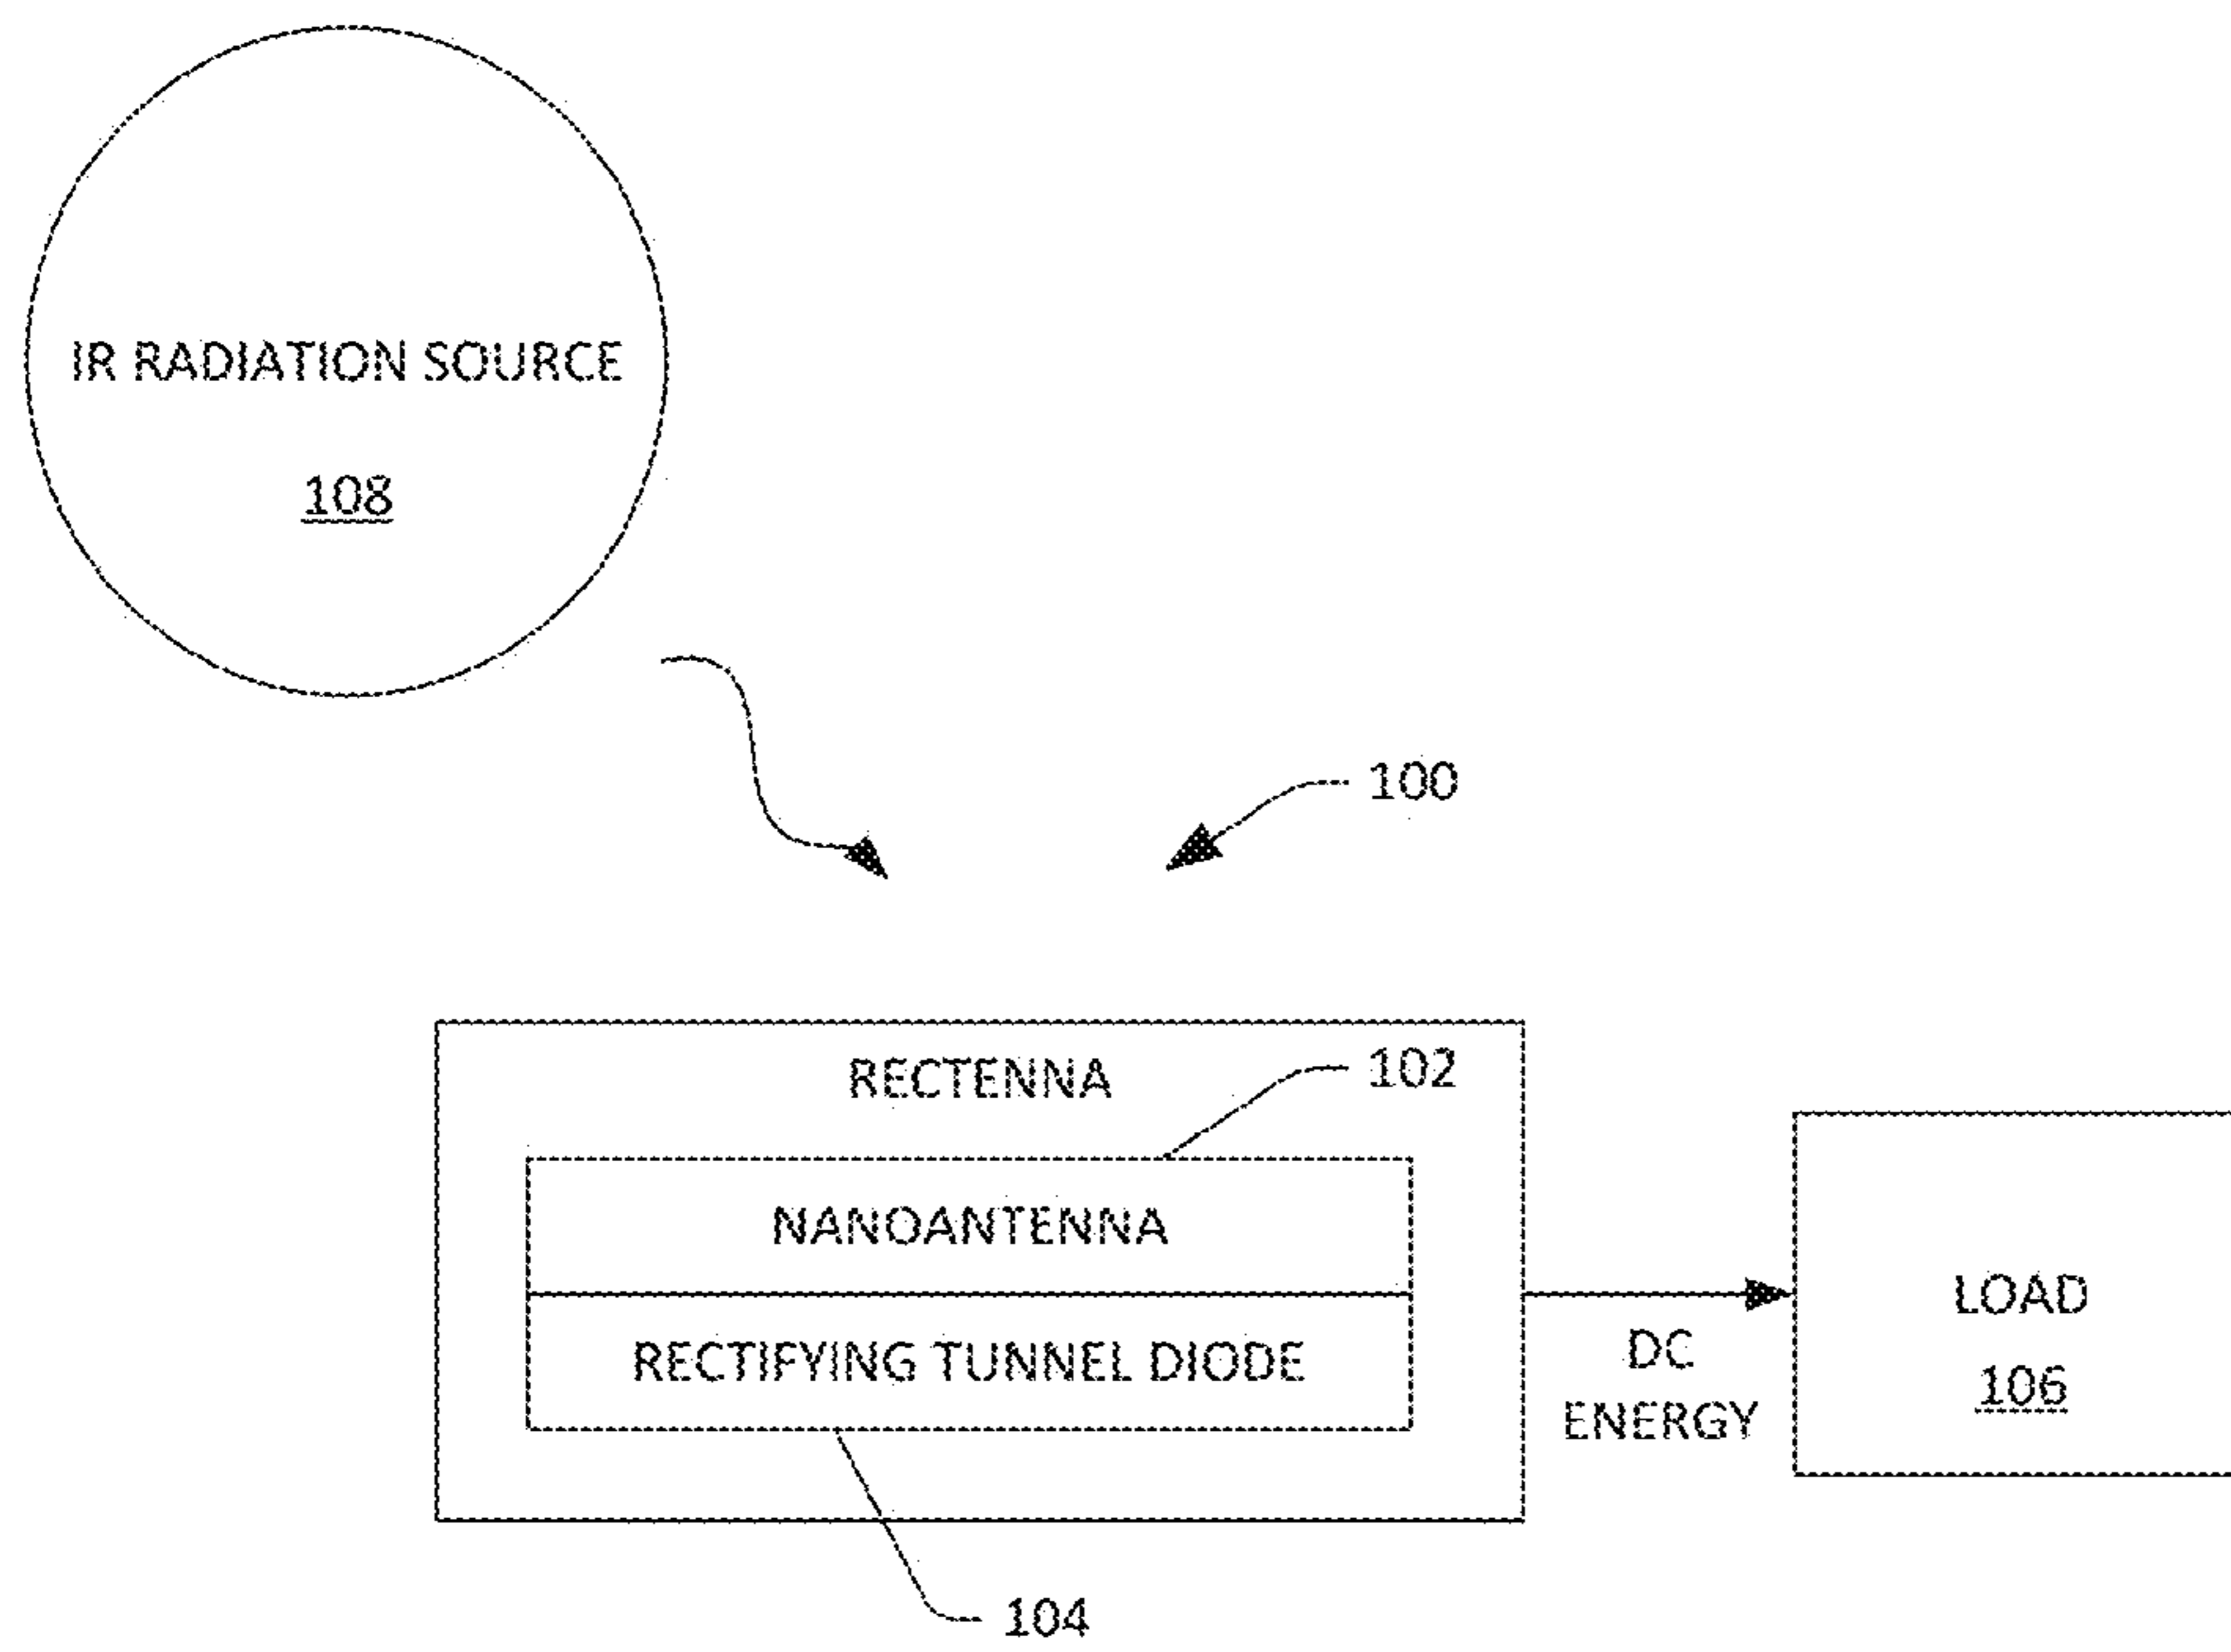 IR RADIATION SOURCE
108
100
RECTENNA
102
NANOANTENNA
RECTIFYING TUNNEL DIODE
104
DC
ENERGY
LOAD
106